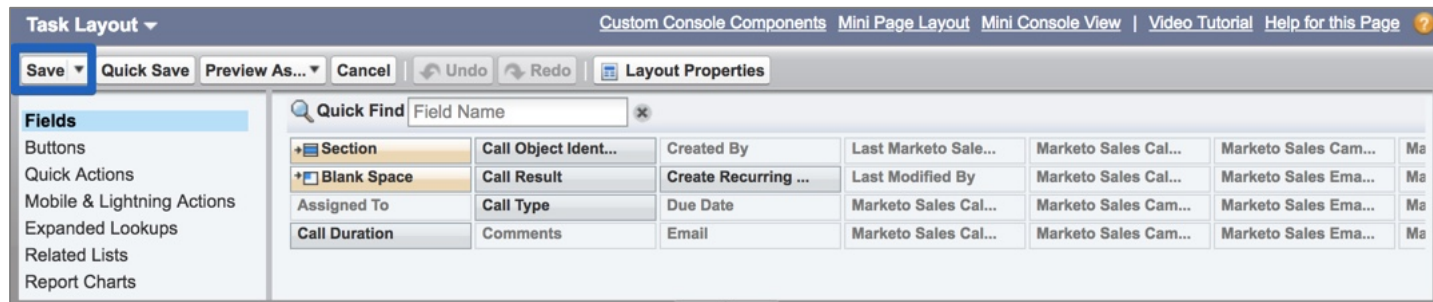 Task Layout Custom Console Components Mini Page Layout Mini Console View | Video Tutorial Help for this Page
Save Quick Save Preview As... Cancel Undo Redo Layout Properties
Fields
Buttons
Quick Actions
Mobile & Lightning Actions
Expanded Lookups
Related Lists
Report Charts
Quick Find Field Name
Section Call Object Ident... Created By Last Marketo Sale... Marketo Sales Cal... Marketo Sales Cam... Ma
Blank Space Call Result Create Recurring ... Last Modified By Marketo Sales Cal... Marketo Sales Ema... Ma
Assigned To Call Type Due Date Marketo Sales Cal... Marketo Sales Cam... Marketo Sales Ema... Ma
Call Duration Comments Email Marketo Sales Cal... Marketo Sales Cam... Marketo Sales Ema... Ma